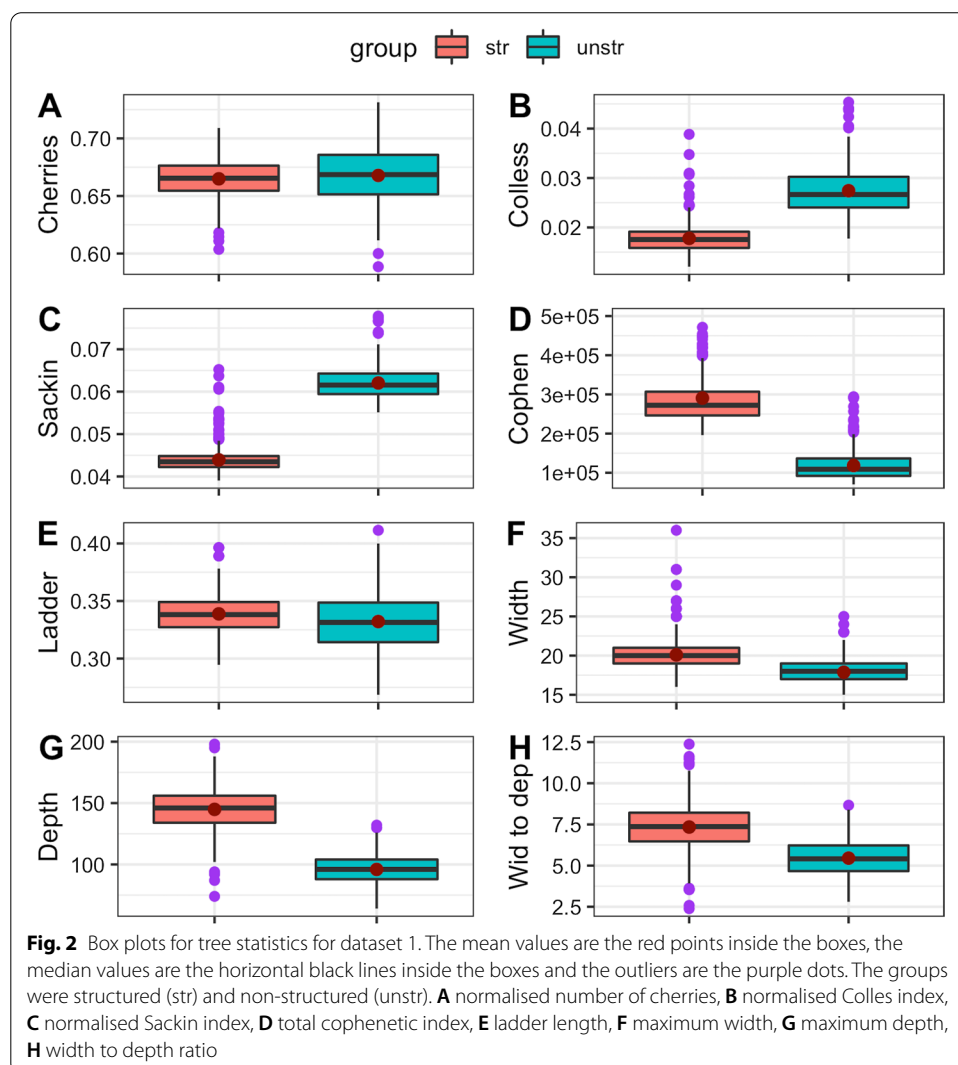 group str unstr
A
Cherries
0.70
0.65
0.60
B
Colless
0.04
0.03
0.02
C
Sackin
0.07
0.06
0.05
0.04
D
Cophen
5e+05
4e+05
3e+05
2e+05
1e+05
E
Ladder
0.40
0.35
0.30
F
Width
35
30
25
20
15
G
Depth
200
150
100
H
Wid to dep
12.5
10.0
7.5
5.0
2.5
Fig. 2 Box plots for tree statistics for dataset 1. The mean values are the red points inside the boxes, the
median values are the horizontal black lines inside the boxes and the outliers are the purple dots. The groups
were structured (str) and non-structured (unstr). A normalised number of cherries, B normalised Colles index,
C normalised Sackin index, D total cophenetic index, E ladder length, F maximum width, G maximum depth,
H width to depth ratio